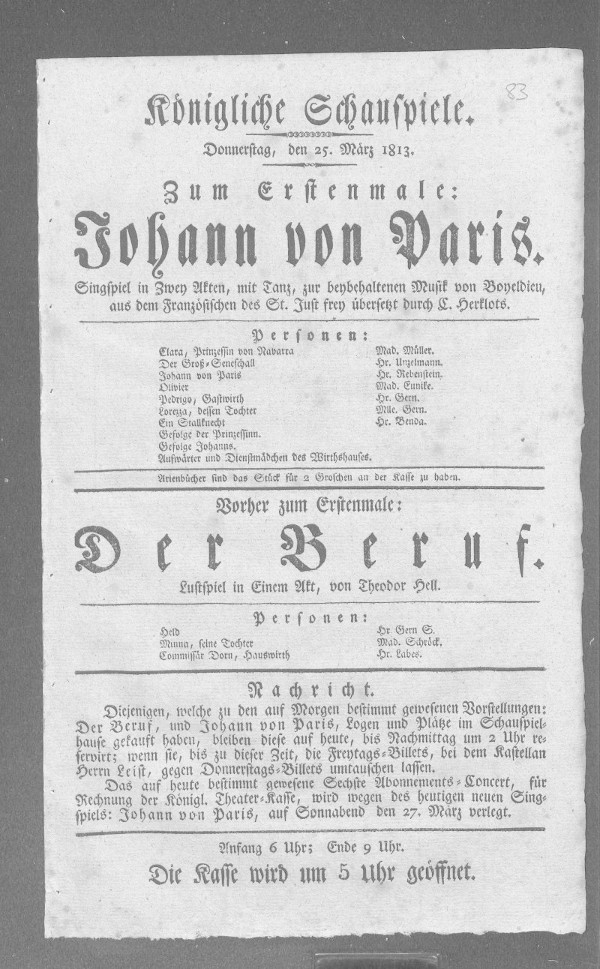 83
Königliche Schauspiele.
Donnerstag, den 25. März 1813.
Zum Erstenmale:
Johann von Paris.
Singspiel in Zwey Akten, mit Tanz, zur beybehaltenen Musik von Boyeldieu,
aus dem Französischen des St. Just frey übersetzt durch C. Herklots.
Personen:
Clara, Prinzessin von Navarra Mad. Müller.
Der Groß-Seneschall Hr. Unzelmann.
Johann von Paris Hr. Rebenstein.
Olivier Mad. Eunike.
Pedrigo, Gastwirth Hr. Gern.
Lorezza, dessen Tochter Mlle. Gern.
Ein Stallknecht Hr. Benda.
Gefolge der Prinzessinn.
Gefolge Johanns.
Aufwärter und Dienstmädchen des Wirthshauses.
Arienbücher sind das Stück für 2 Groschen an der Kasse zu haben.
Vorher zum Erstenmale:
Der Beruf.
Lustspiel in Einem Akt, von Theodor Hell.
Personen:
Held Hr Gern S.
Minna, seine Tochter Mad. Schröck.
Commissär Dorn, Hauswirth Hr. Labes.
Nachricht.
Diejenigen, welche zu den auf Morgen bestimmt gewesenen Vorstellungen:
Der Beruf, und Johann von Paris, Logen und Plätze im Schauspiel-
hause gekauft haben, bleiben diese auf heute, bis Nachmittag um 2 Uhr re-
servirt; wenn sie, bis zu dieser Zeit, die Freytags-Billets, bei dem Kastellan
Herrn Leist, gegen Donnerstags-Billets umtauschen lassen.
Das auf heute bestimmt gewesene Sechste Abonnements-Concert, für
Rechnung der Königl. Theater-Kasse, wird wegen des heutigen neuen Sing-
spiels: Johann von Paris, auf Sonnabend den 27. März verlegt.
Anfang 6 Uhr; Ende 9 Uhr.
Die Kasse wird um 5 Uhr geöffnet.